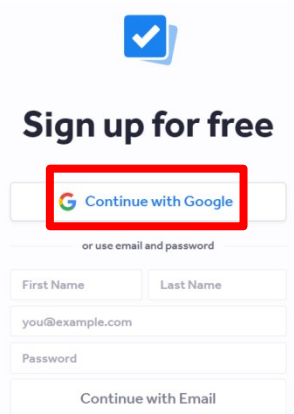 Sign up for free
Continue with Google
or use email and password
First Name Last Name
you@example.com
Password
Continue with Email